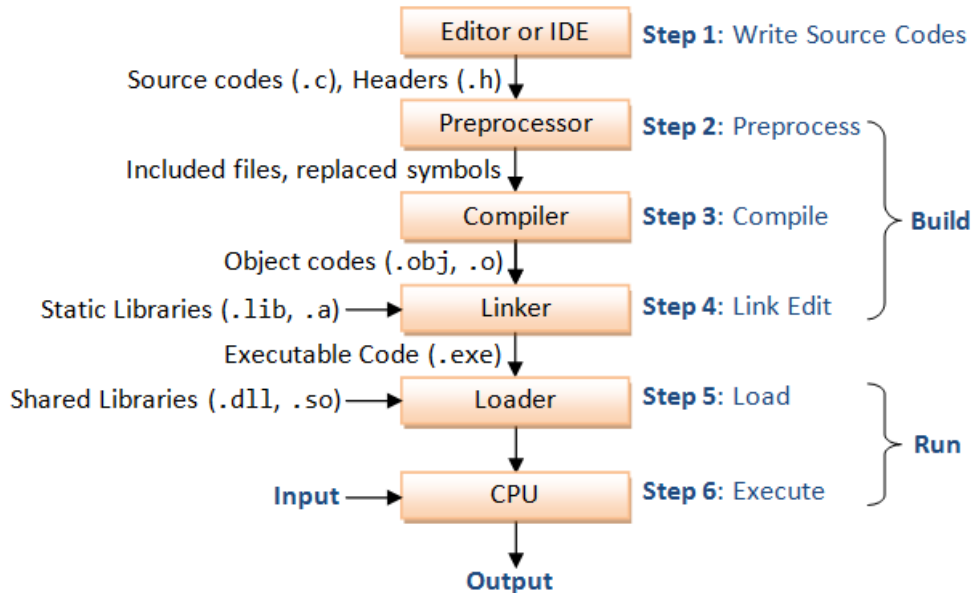 Editor or IDE
Step 1: Write Source Codes
Source codes (.c), Headers (.h)
Preprocessor
Step 2: Preprocess
Included files, replaced symbols
Compiler
Step 3: Compile
Build
Object codes (.obj, .o)
Static Libraries (.lib, .a)
Linker
Step 4: Link Edit
Executable Code (.exe)
Shared Libraries (.dll, .so)
Loader
Step 5: Load
Run
Input
CPU
Step 6: Execute
Output